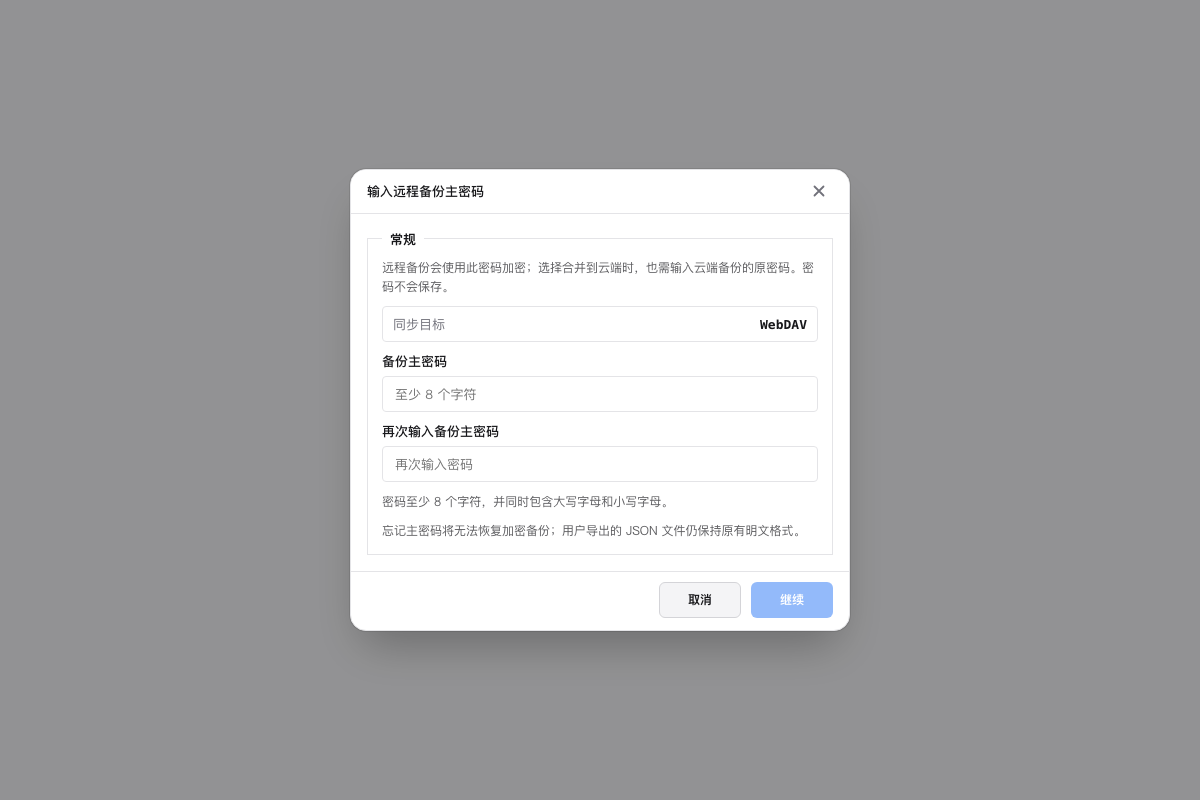 输入远程备份主密码
常规
远程备份会使用此密码加密；选择合并到云端时，也需输入云端备份的原密码。密
码不会保存。
同步目标 WebDAV
备份主密码
至少 8 个字符
再次输入备份主密码
再次输入密码
密码至少 8 个字符，并同时包含大写字母和小写字母。
忘记主密码将无法恢复加密备份；用户导出的 JSON 文件仍保持原有明文格式。
取消 继续